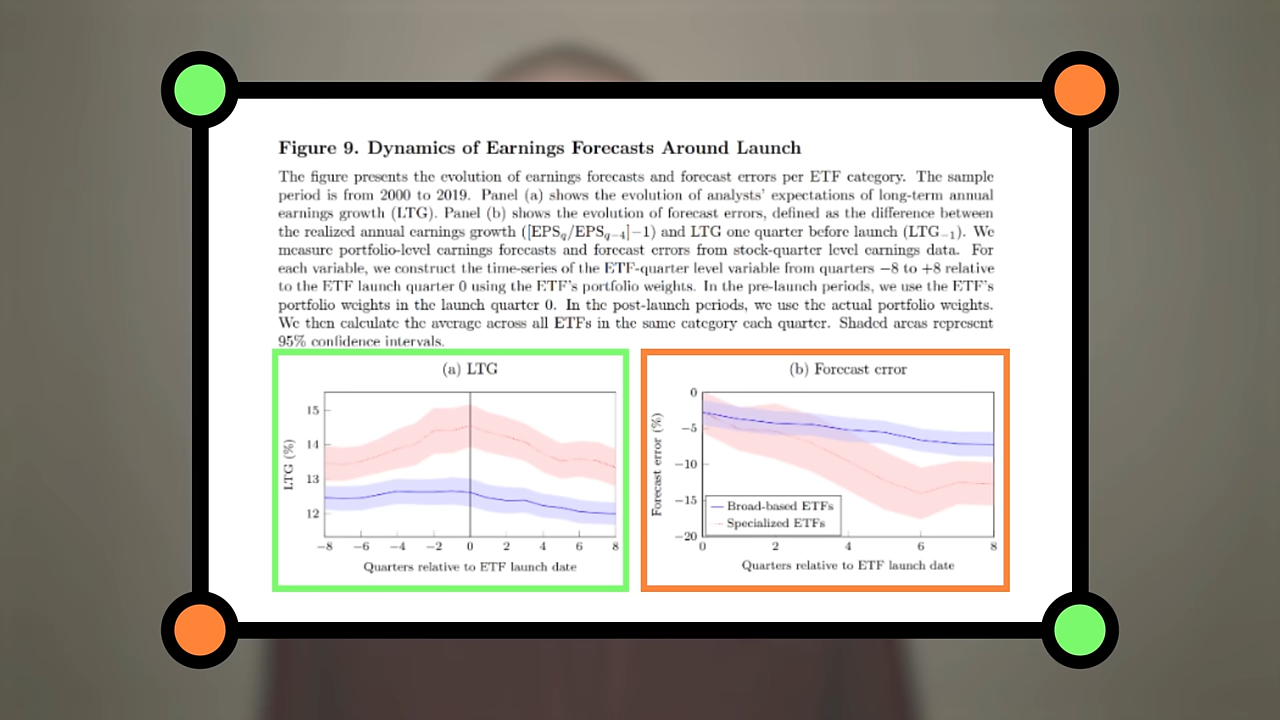 Figure 9. Dynamics of Earnings Forecasts Around Launch
The figure presents the evolution of earnings forecasts and forecast errors per ETF category. The sample
period is from 2000 to 2019. Panel (a) shows the evolution of analysts' expectations of long-term annual
earnings growth (LTG). Panel (b) shows the evolution of forecast errors, defined as the difference between
the realized annual earnings growth ([EPS_q/EPS_{q−4}]−1) and LTG one quarter before launch (LTG_{−1}). We
measure portfolio-level earnings forecasts and forecast errors from stock-quarter level earnings data. For
each variable, we construct the time-series of the ETF-quarter level variable from quarters −8 to +8 relative
to the ETF launch quarter 0 using the ETF's portfolio weights. In the pre-launch periods, we use the ETF's
portfolio weights in the launch quarter 0. In the post-launch periods, we use the actual portfolio weights.
We then calculate the average across all ETFs in the same category each quarter. Shaded areas represent
95% confidence intervals.
(a) LTG
LTG (%)
15
14
13
12
−8 −6 −4 −2 0 2 4 6 8
Quarters relative to ETF launch date
(b) Forecast error
Forecast error (%)
0
−5
−10
−15
−20
Broad-based ETFs
Specialized ETFs
0 2 4 6 8
Quarters relative to ETF launch date